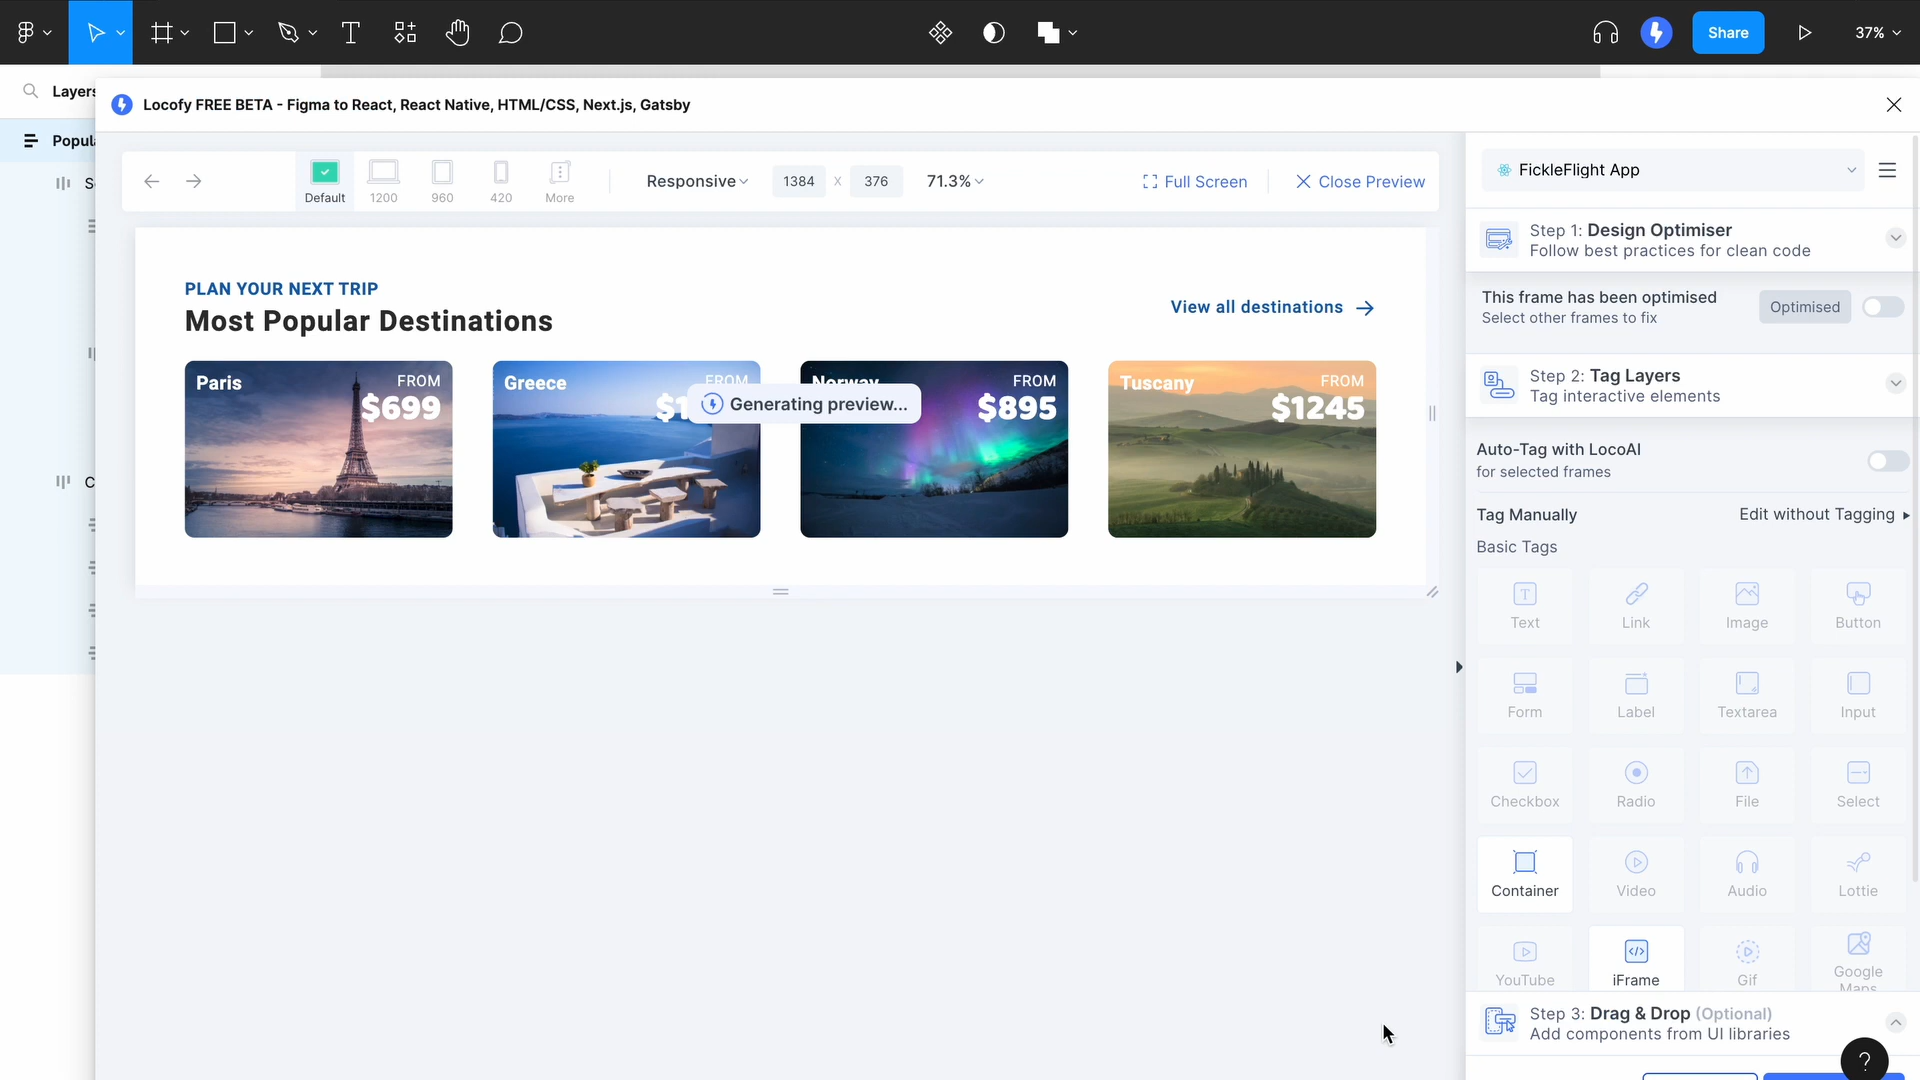 Share
37%
Layers
Locofy FREE BETA - Figma to React, React Native, HTML/CSS, Next.js, Gatsby
Popula
S
C
Default
1200
960
420
More
Responsive
1384
x
376
71.3%
Full Screen
Close Preview
PLAN YOUR NEXT TRIP
Most Popular Destinations
View all destinations
Paris
FROM
$699
Greece
FROM
$1
Generating preview...
Norway
FROM
$895
Tuscany
FROM
$1245
FickleFlight App
Step 1: Design Optimiser
Follow best practices for clean code
This frame has been optimised
Select other frames to fix
Optimised
Step 2: Tag Layers
Tag interactive elements
Auto-Tag with LocoAI
for selected frames
Tag Manually
Edit without Tagging
Basic Tags
Text
Link
Image
Button
Form
Label
Textarea
Input
Checkbox
Radio
File
Select
Container
Video
Audio
Lottie
YouTube
iFrame
Gif
Google
Maps
Step 3: Drag & Drop (Optional)
Add components from UI libraries
?